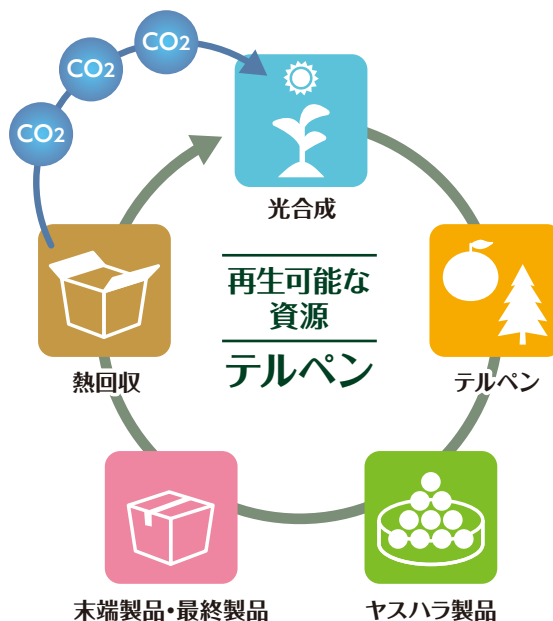 CO2
CO2
CO2
光合成
再生可能な
資源
テルペン
熱回収
テルペン
末端製品・最終製品
ヤスハラ製品